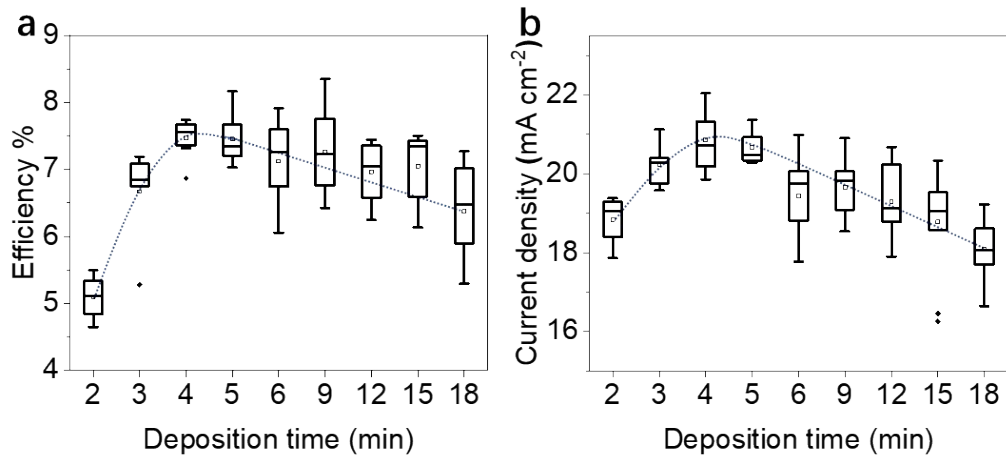 a
9
8
7
6
5
4
Efficiency %
2 3 4 5 6 9 12 15 18
Deposition time (min)
b
22
20
18
16
Current density (mA cm⁻²)
2 3 4 5 6 9 12 15 18
Deposition time (min)